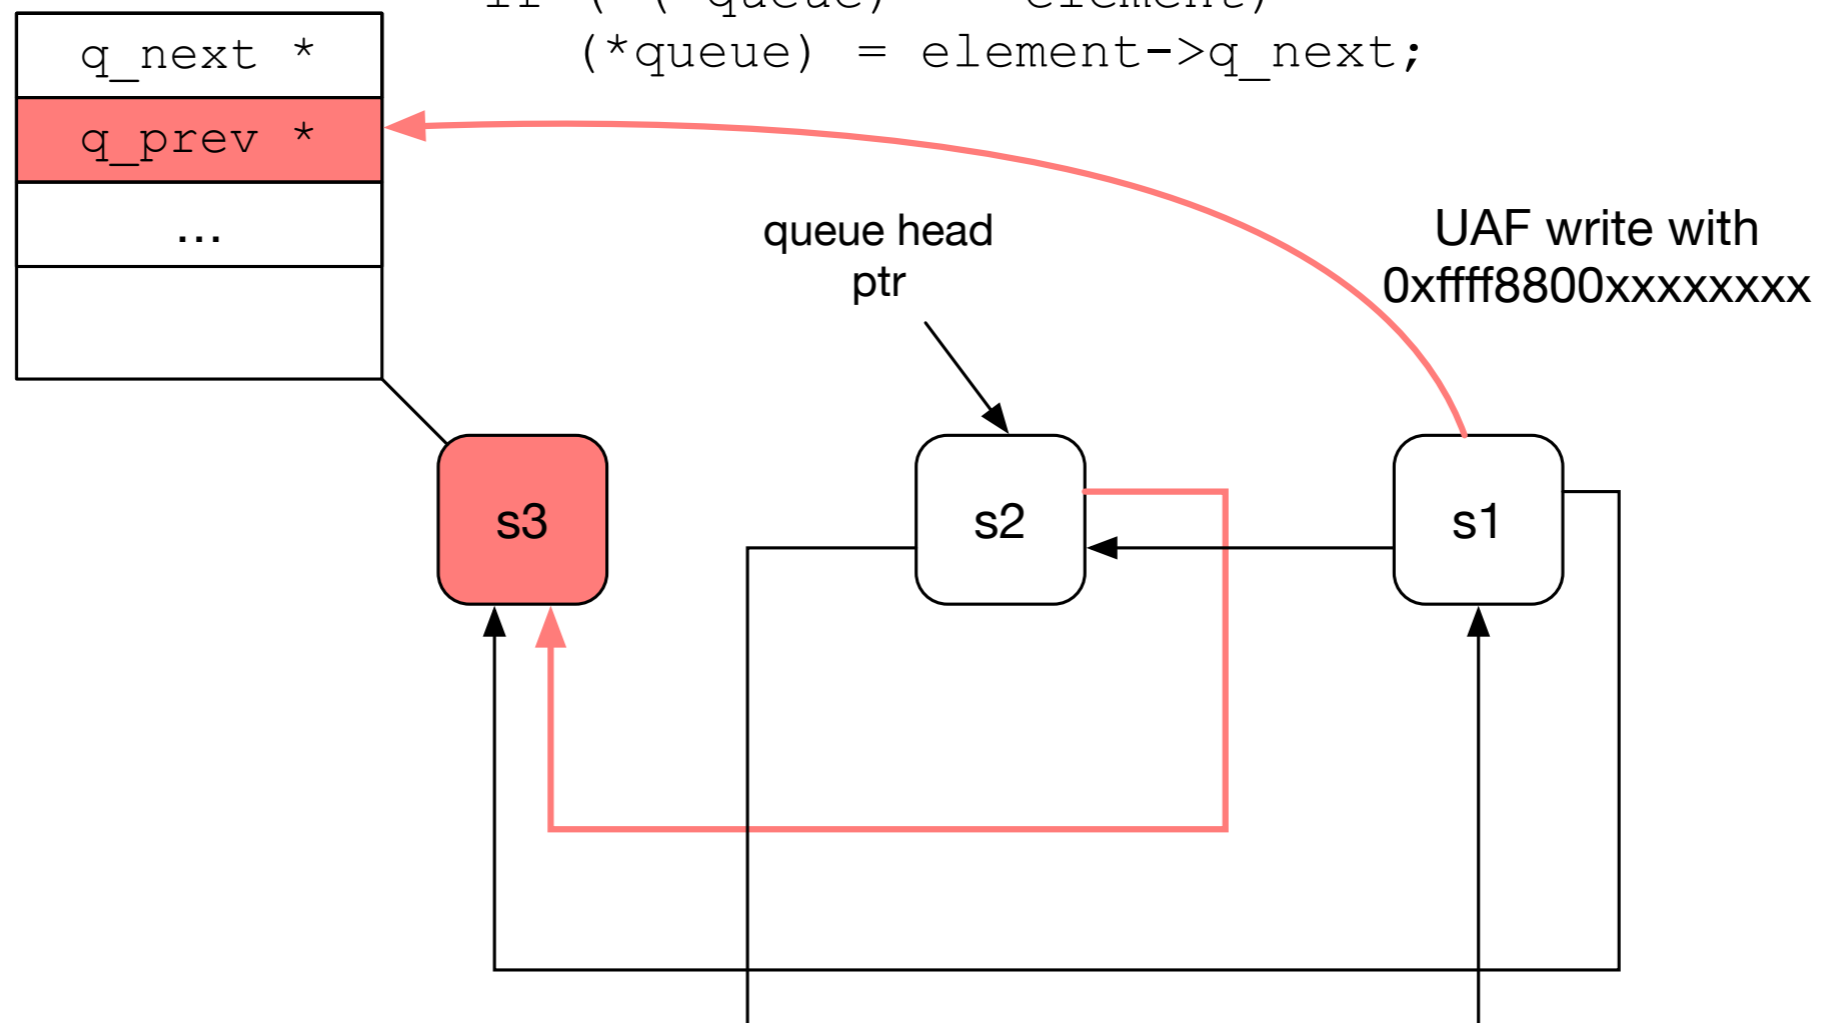 (*queue) = element->q_next;
q_next *
q_prev *
...
queue head
ptr
UAF write with
0xffff8800xxxxxxxx
s3
s2
s1